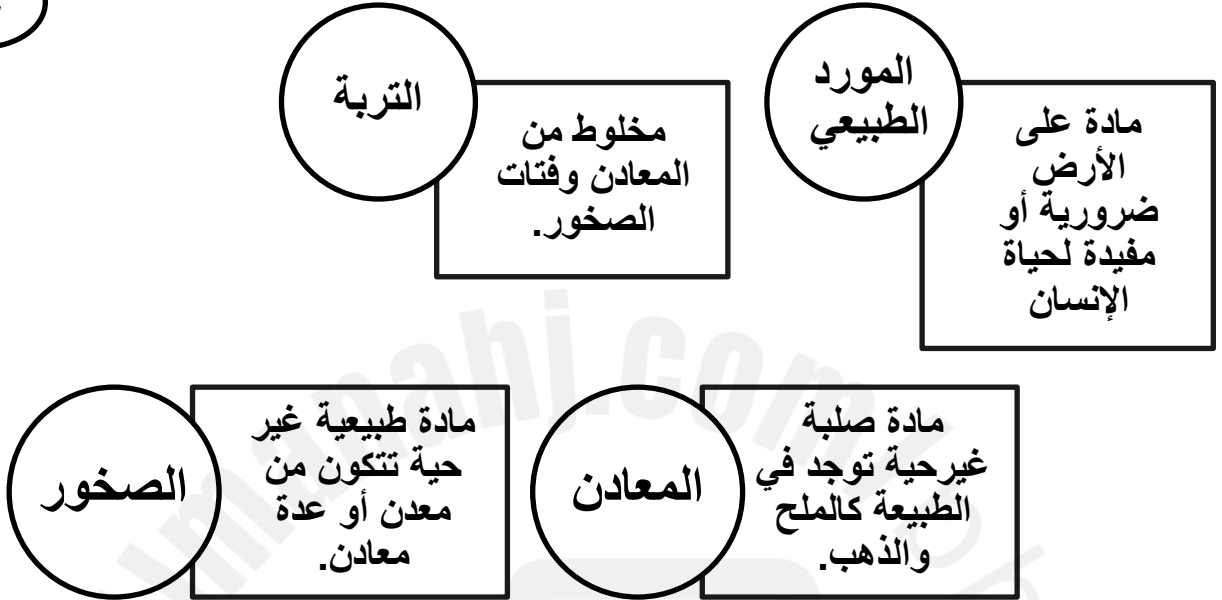 المورد
الطبيعي
مادة على
الأرض
ضرورية أو
مفيدة لحياة
الإنسان
التربة
مخلوط من
المعادن وفتات
الصخور.
المعادن
مادة صلبة
غيرحية توجد في
الطبيعة كالملح
والذهب.
الصخور
مادة طبيعية غير
حية تتكون من
معدن أو عدة
معادن.